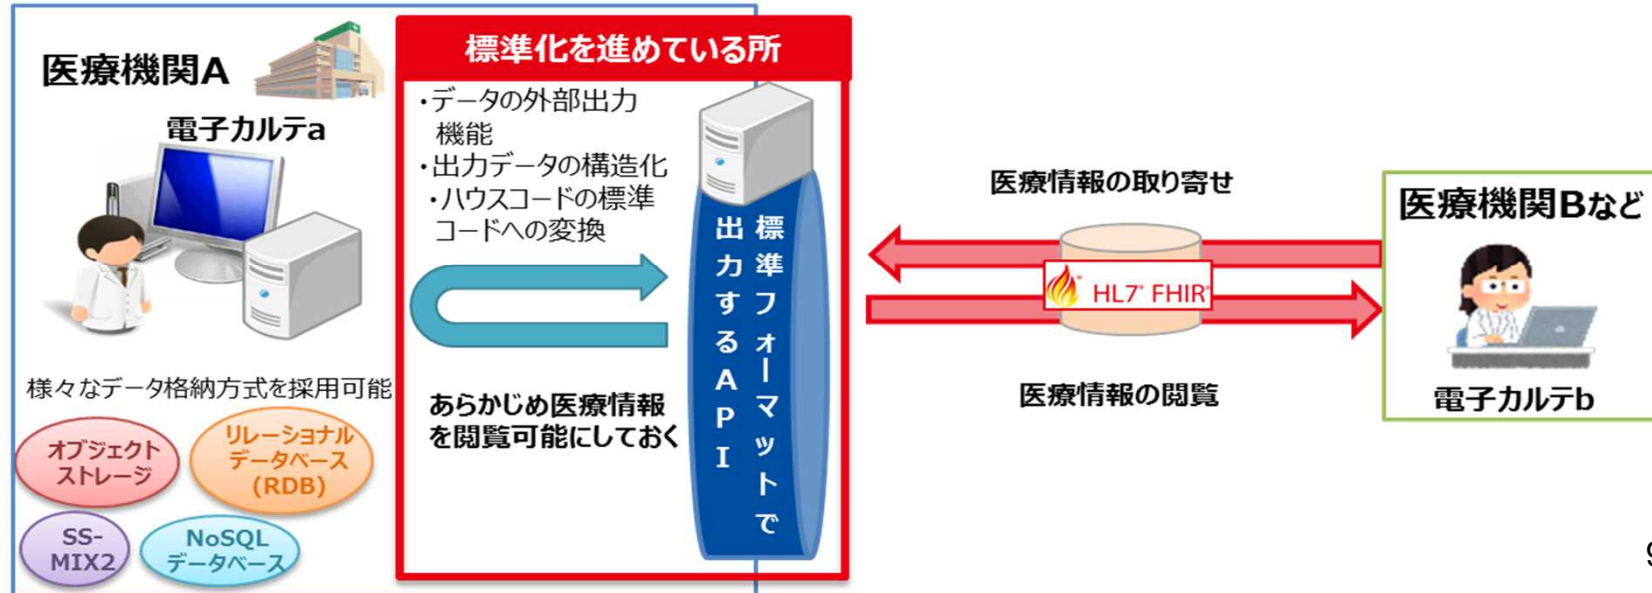 医療機関A
電子カルテa
様々なデータ格納方式を採用可能
オブジェクト
ストレージ
リレーショナル
データベース
(RDB)
SS-
MIX2
NoSQL
データベース
標準化を進めている所
・データの外部出力
機能
・出力データの構造化
・ハウスコードの標準
コードへの変換
あらかじめ医療情報
を閲覧可能にしておく
標準フォーマットで
出力するAPI
医療情報の取り寄せ
HL7® FHIR®
医療情報の閲覧
医療機関Bなど
電子カルテb